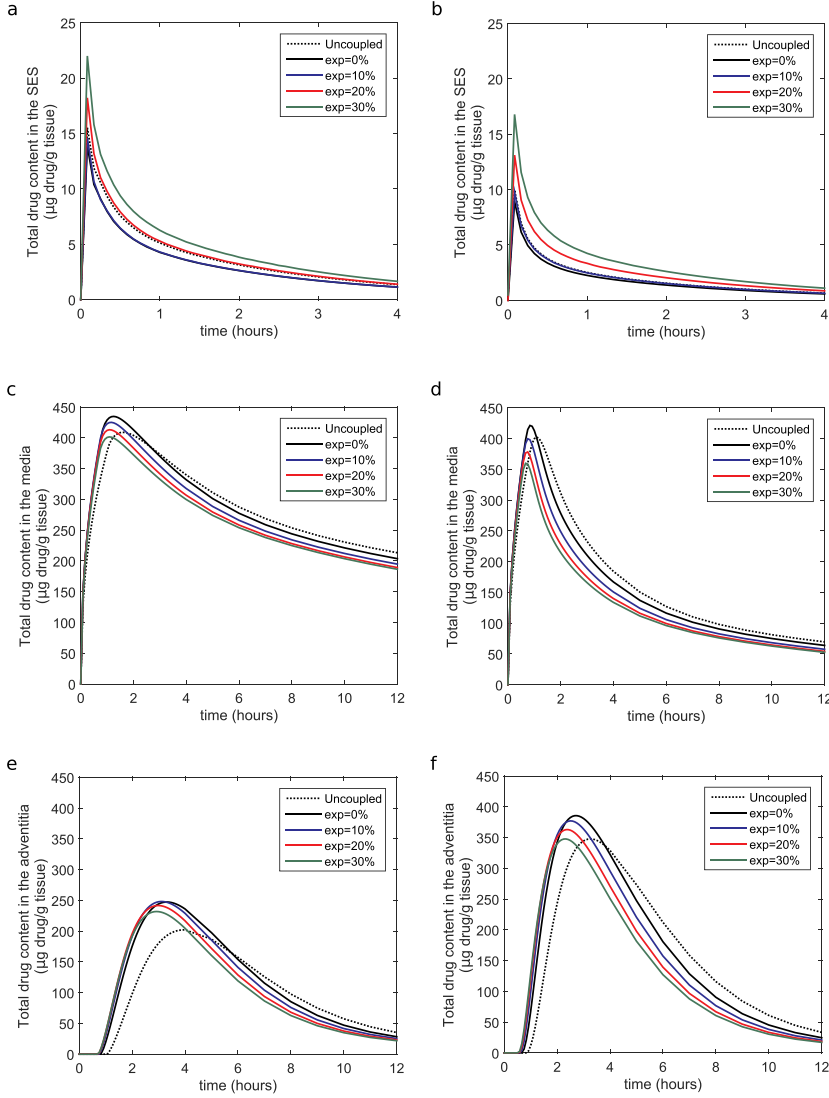 a
Total drug content in the SES
(µg drug/g tissue)
25
20
15
10
5
0
0
1
2
3
4
time (hours)
Uncoupled
exp=0%
exp=10%
exp=20%
exp=30%
b
Total drug content in the SES
(µg drug/g tissue)
25
20
15
10
5
0
0
1
2
3
4
time (hours)
Uncoupled
exp=0%
exp=10%
exp=20%
exp=30%
c
Total drug content in the media
(µg drug/g tissue)
450
400
350
300
250
200
150
100
50
0
0
2
4
6
8
10
12
time (hours)
Uncoupled
exp=0%
exp=10%
exp=20%
exp=30%
d
Total drug content in the media
(µg drug/g tissue)
450
400
350
300
250
200
150
100
50
0
0
2
4
6
8
10
12
time (hours)
Uncoupled
exp=0%
exp=10%
exp=20%
exp=30%
e
Total drug content in the adventitia
(µg drug/g tissue)
450
400
350
300
250
200
150
100
50
0
0
2
4
6
8
10
12
time (hours)
Uncoupled
exp=0%
exp=10%
exp=20%
exp=30%
f
Total drug content in the adventitia
(µg drug/g tissue)
450
400
350
300
250
200
150
100
50
0
0
2
4
6
8
10
12
time (hours)
Uncoupled
exp=0%
exp=10%
exp=20%
exp=30%